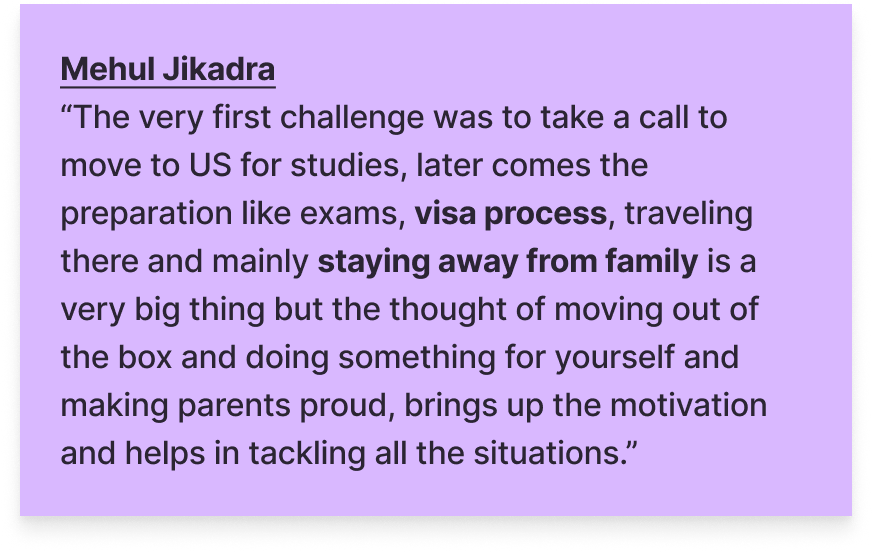 Mehul Jikadra
“The very first challenge was to take a call to
move to US for studies, later comes the
preparation like exams, visa process, traveling
there and mainly staying away from family is a
very big thing but the thought of moving out of
the box and doing something for yourself and
making parents proud, brings up the motivation
and helps in tackling all the situations.”